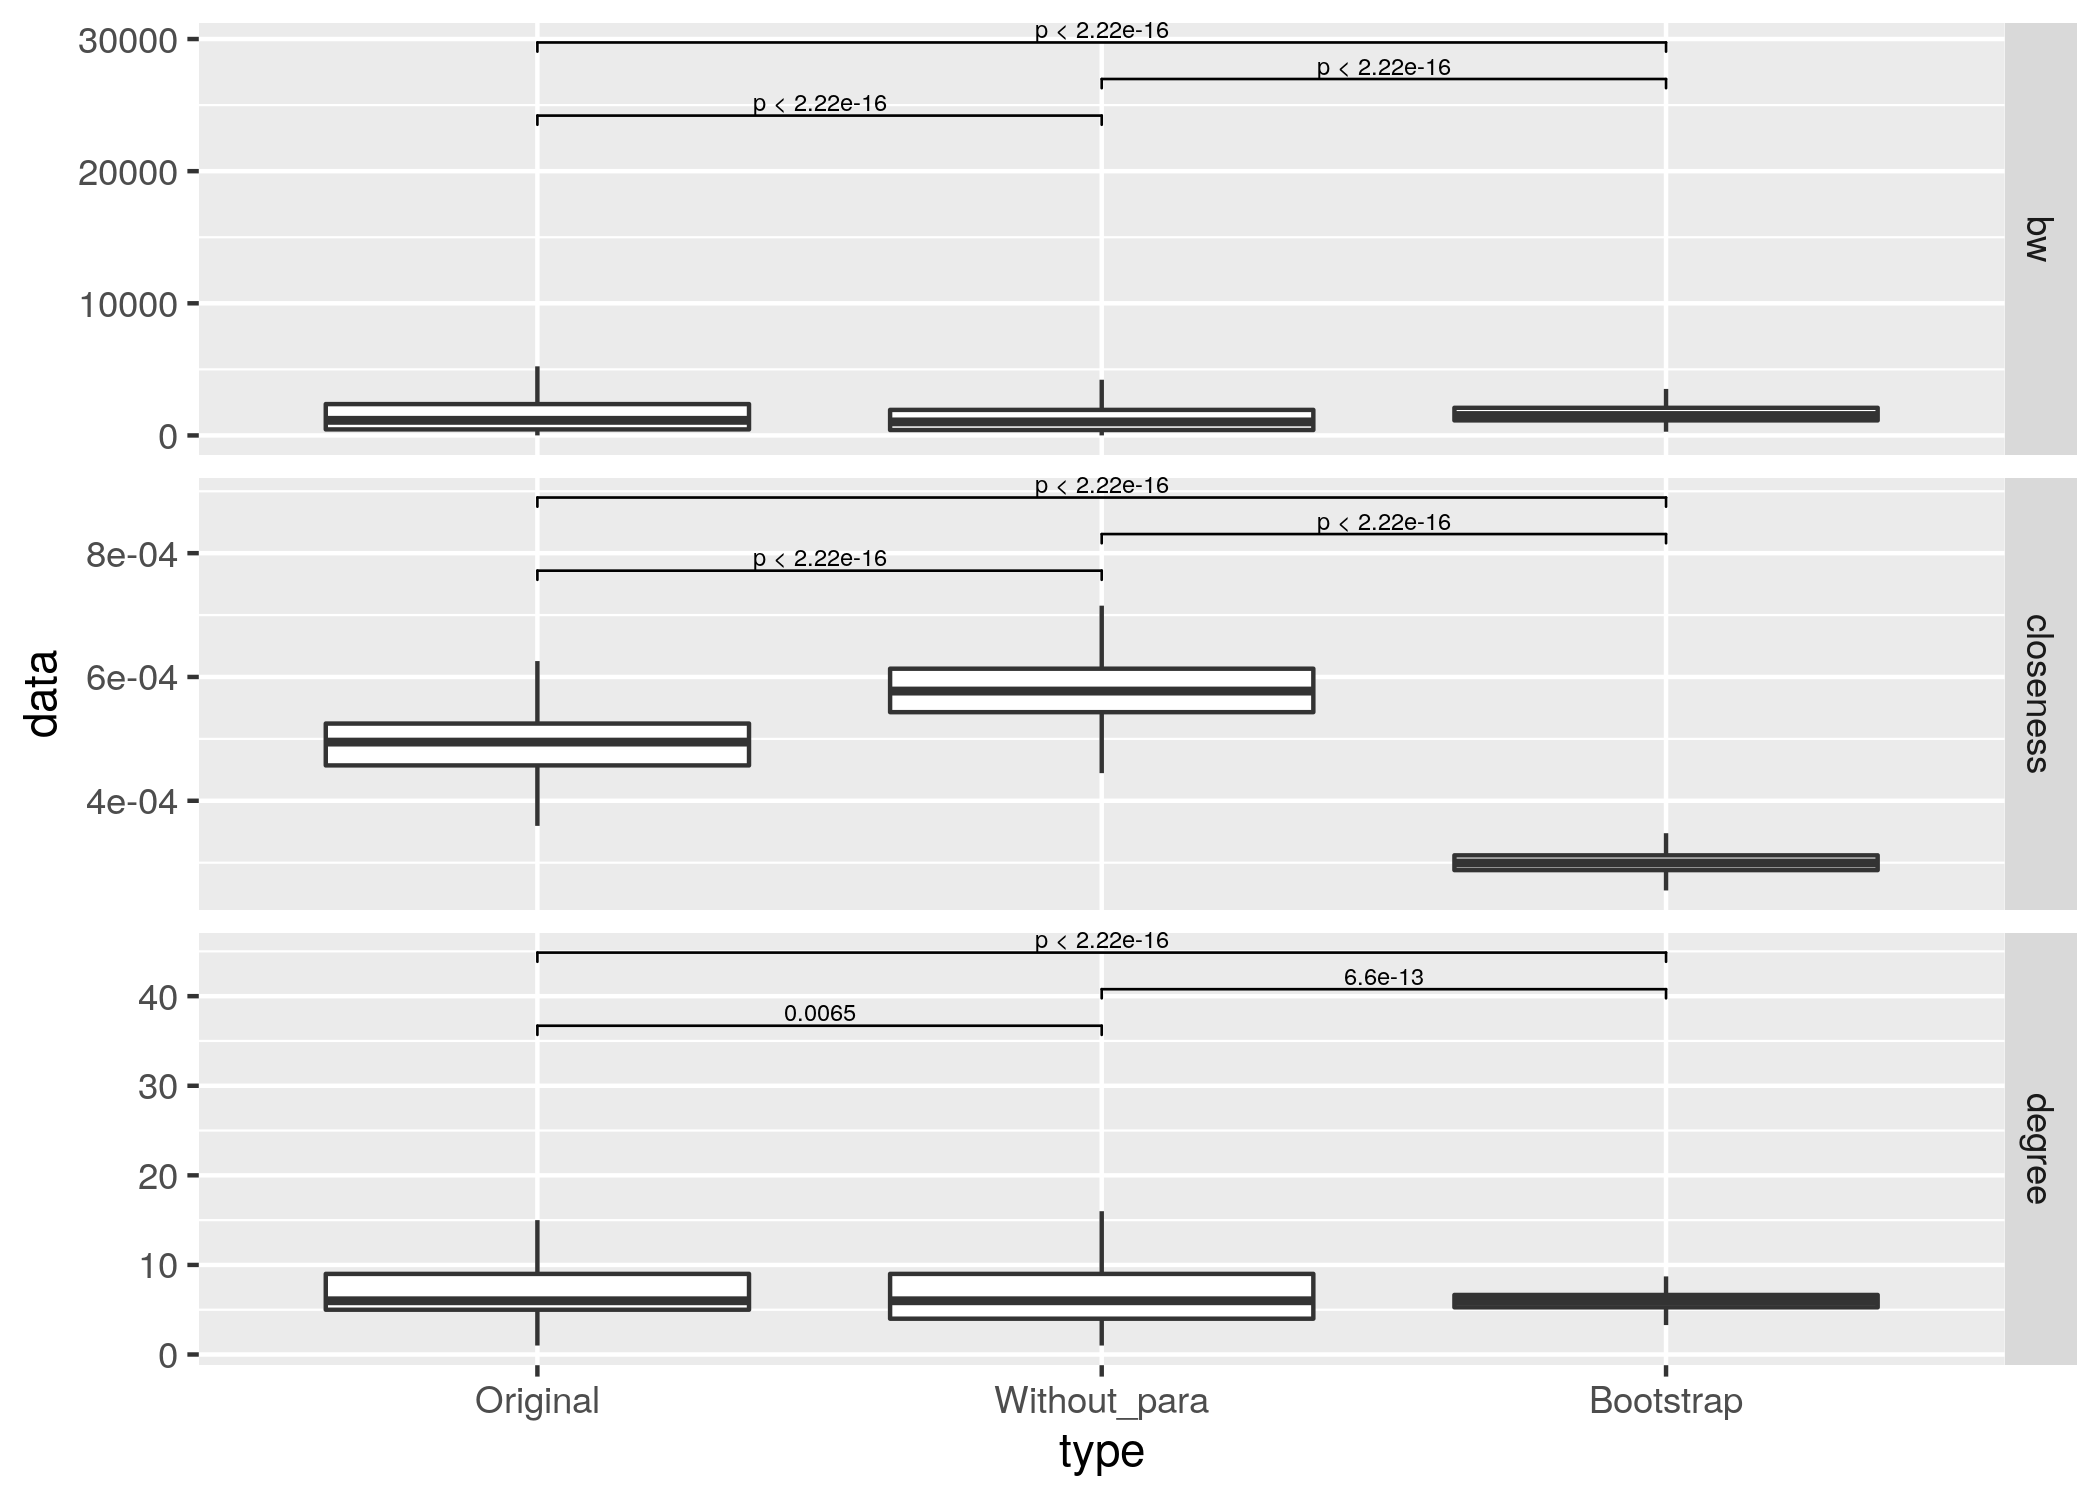 p < 2.22e-16
30000
p < 2.22e-16
p < 2.22e-16
20000
bw
10000
0
p < 2.22e-16
p < 2.22e-16
8e-04
p < 2.22e-16
data
6e-04
closeness
4e-04
p < 2.22e-16
6.6e-13
40
0.0065
30
degree
20
10
0
Original Without_para Bootstrap
type